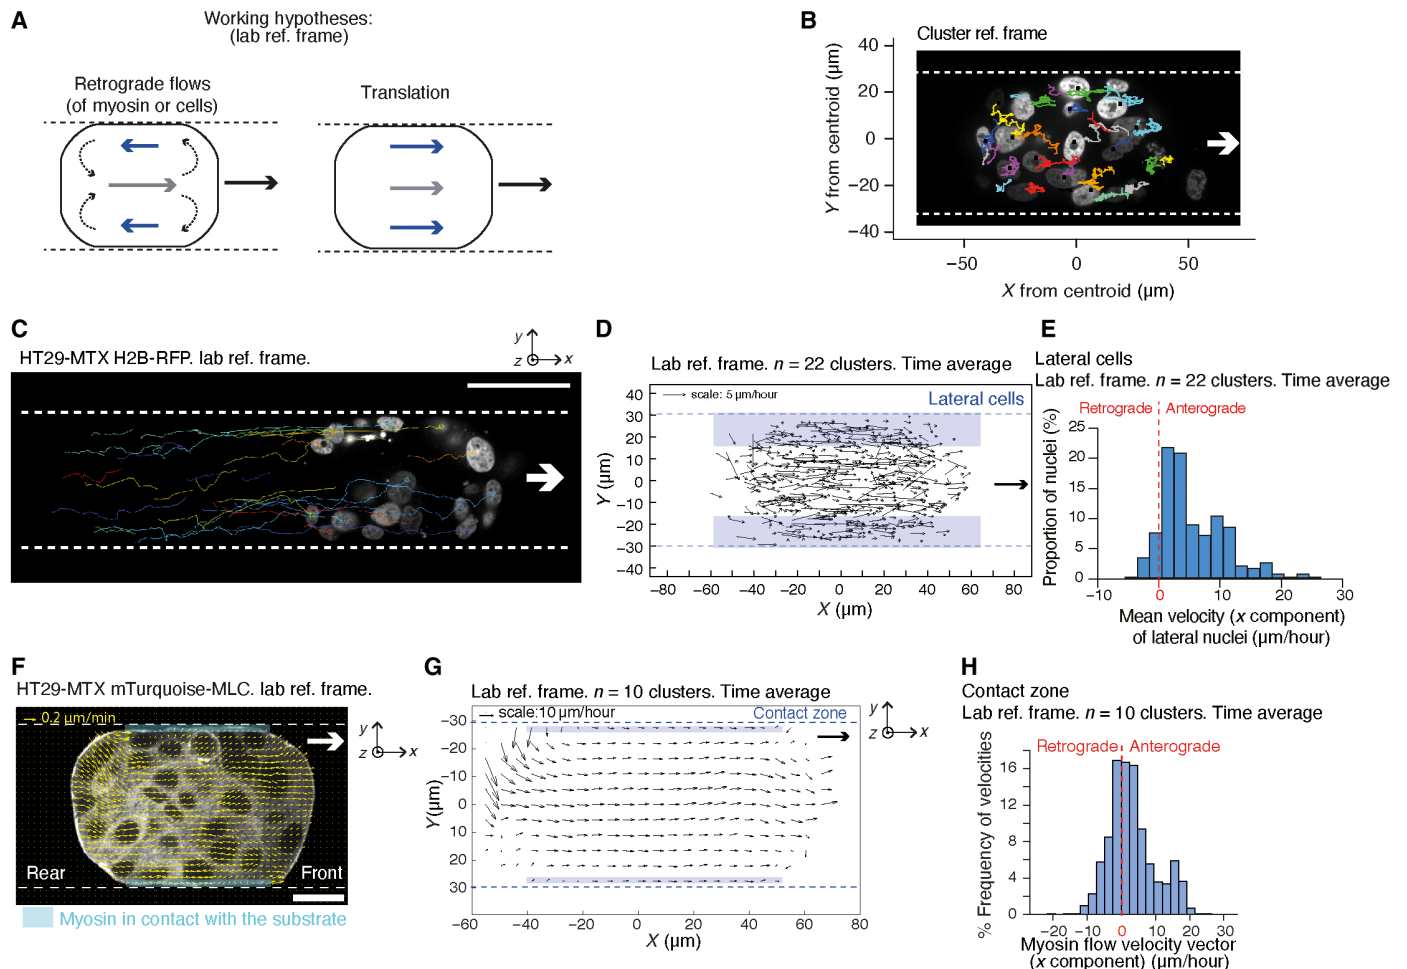 A
Working hypotheses:
(lab ref. frame)
Retrograde flows
(of myosin or cells)
Translation
B
Cluster ref. frame
Y from centroid (μm)
40
20
0
−20
−40
−50
0
50
X from centroid (μm)
C
HT29-MTX H2B-RFP. lab ref. frame.
y
z
x
D
Lab ref. frame. n = 22 clusters. Time average
scale: 5 μm/hour
Lateral cells
Y (μm)
40
30
20
10
0
−10
−20
−30
−40
−80
−60
−40
−20
0
20
40
60
80
X (μm)
E
Lateral cells
Lab ref. frame. n = 22 clusters. Time average
Retrograde
Anterograde
Proportion of nuclei (%)
25
20
15
10
5
0
−10
0
10
20
30
Mean velocity (x component)
of lateral nuclei (μm/hour)
F
HT29-MTX mTurquoise-MLC. lab ref. frame.
0.2 μm/min
Rear
Front
y
z
x
Myosin in contact with the substrate
G
Lab ref. frame. n = 10 clusters. Time average
scale:10 μm/hour
Contact zone
Y(μm)
−30
−20
−10
0
10
20
30
−60
−40
−20
0
20
40
60
80
X (μm)
y
z
x
H
Contact zone
Lab ref. frame. n = 10 clusters. Time average
Retrograde
Anterograde
% Frequency of velocities
16
12
8
4
0
−20
−10
0
10
20
30
Myosin flow velocity vector
(x component) (μm/hour)